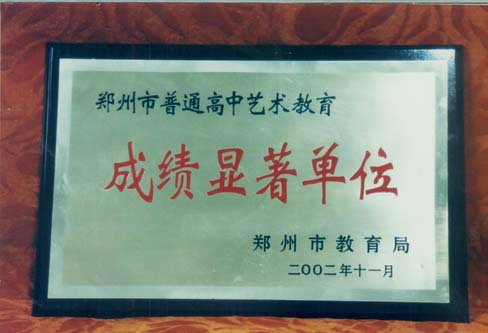 郑州市普通高中艺术教育
成绩显著单位
郑州市教育局
二〇〇二年十一月